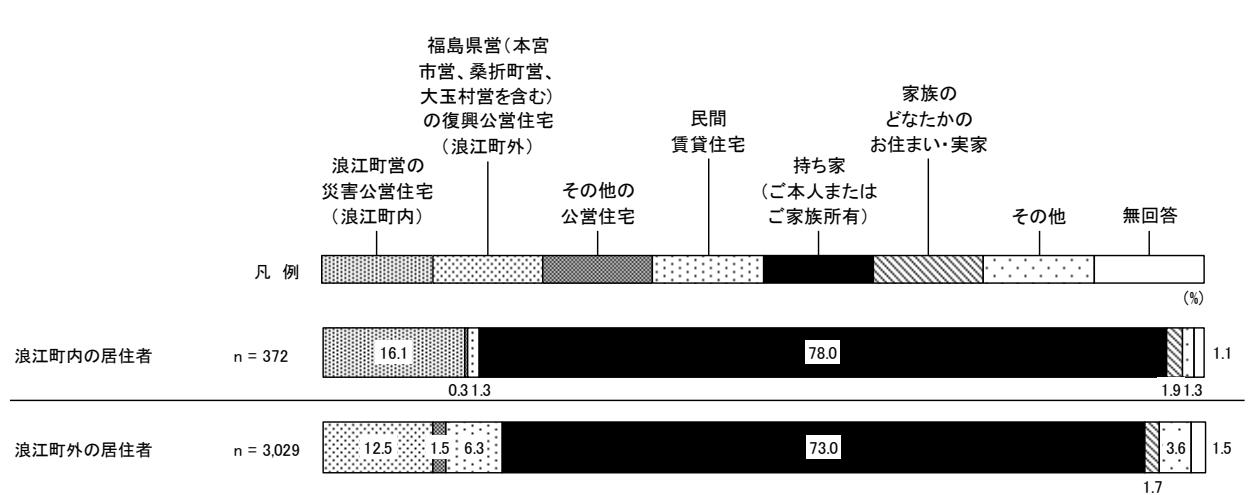 福島県営（本宮
市営、桑折町営、
大玉村営を含む）
の復興公営住宅
（浪江町外）
家族の
どなたかの
お住まい・実家
民間
賃貸住宅
浪江町営の
災害公営住宅
（浪江町内）
その他の
公営住宅
持ち家
（ご本人または
ご家族所有）
その他
無回答
凡 例
(%)
浪江町内の居住者 n = 372 16.1 78.0 1.1
0.3 1.3 1.9 1.3
浪江町外の居住者 n = 3,029 12.5 1.5 6.3 73.0 3.6 1.5
1.7